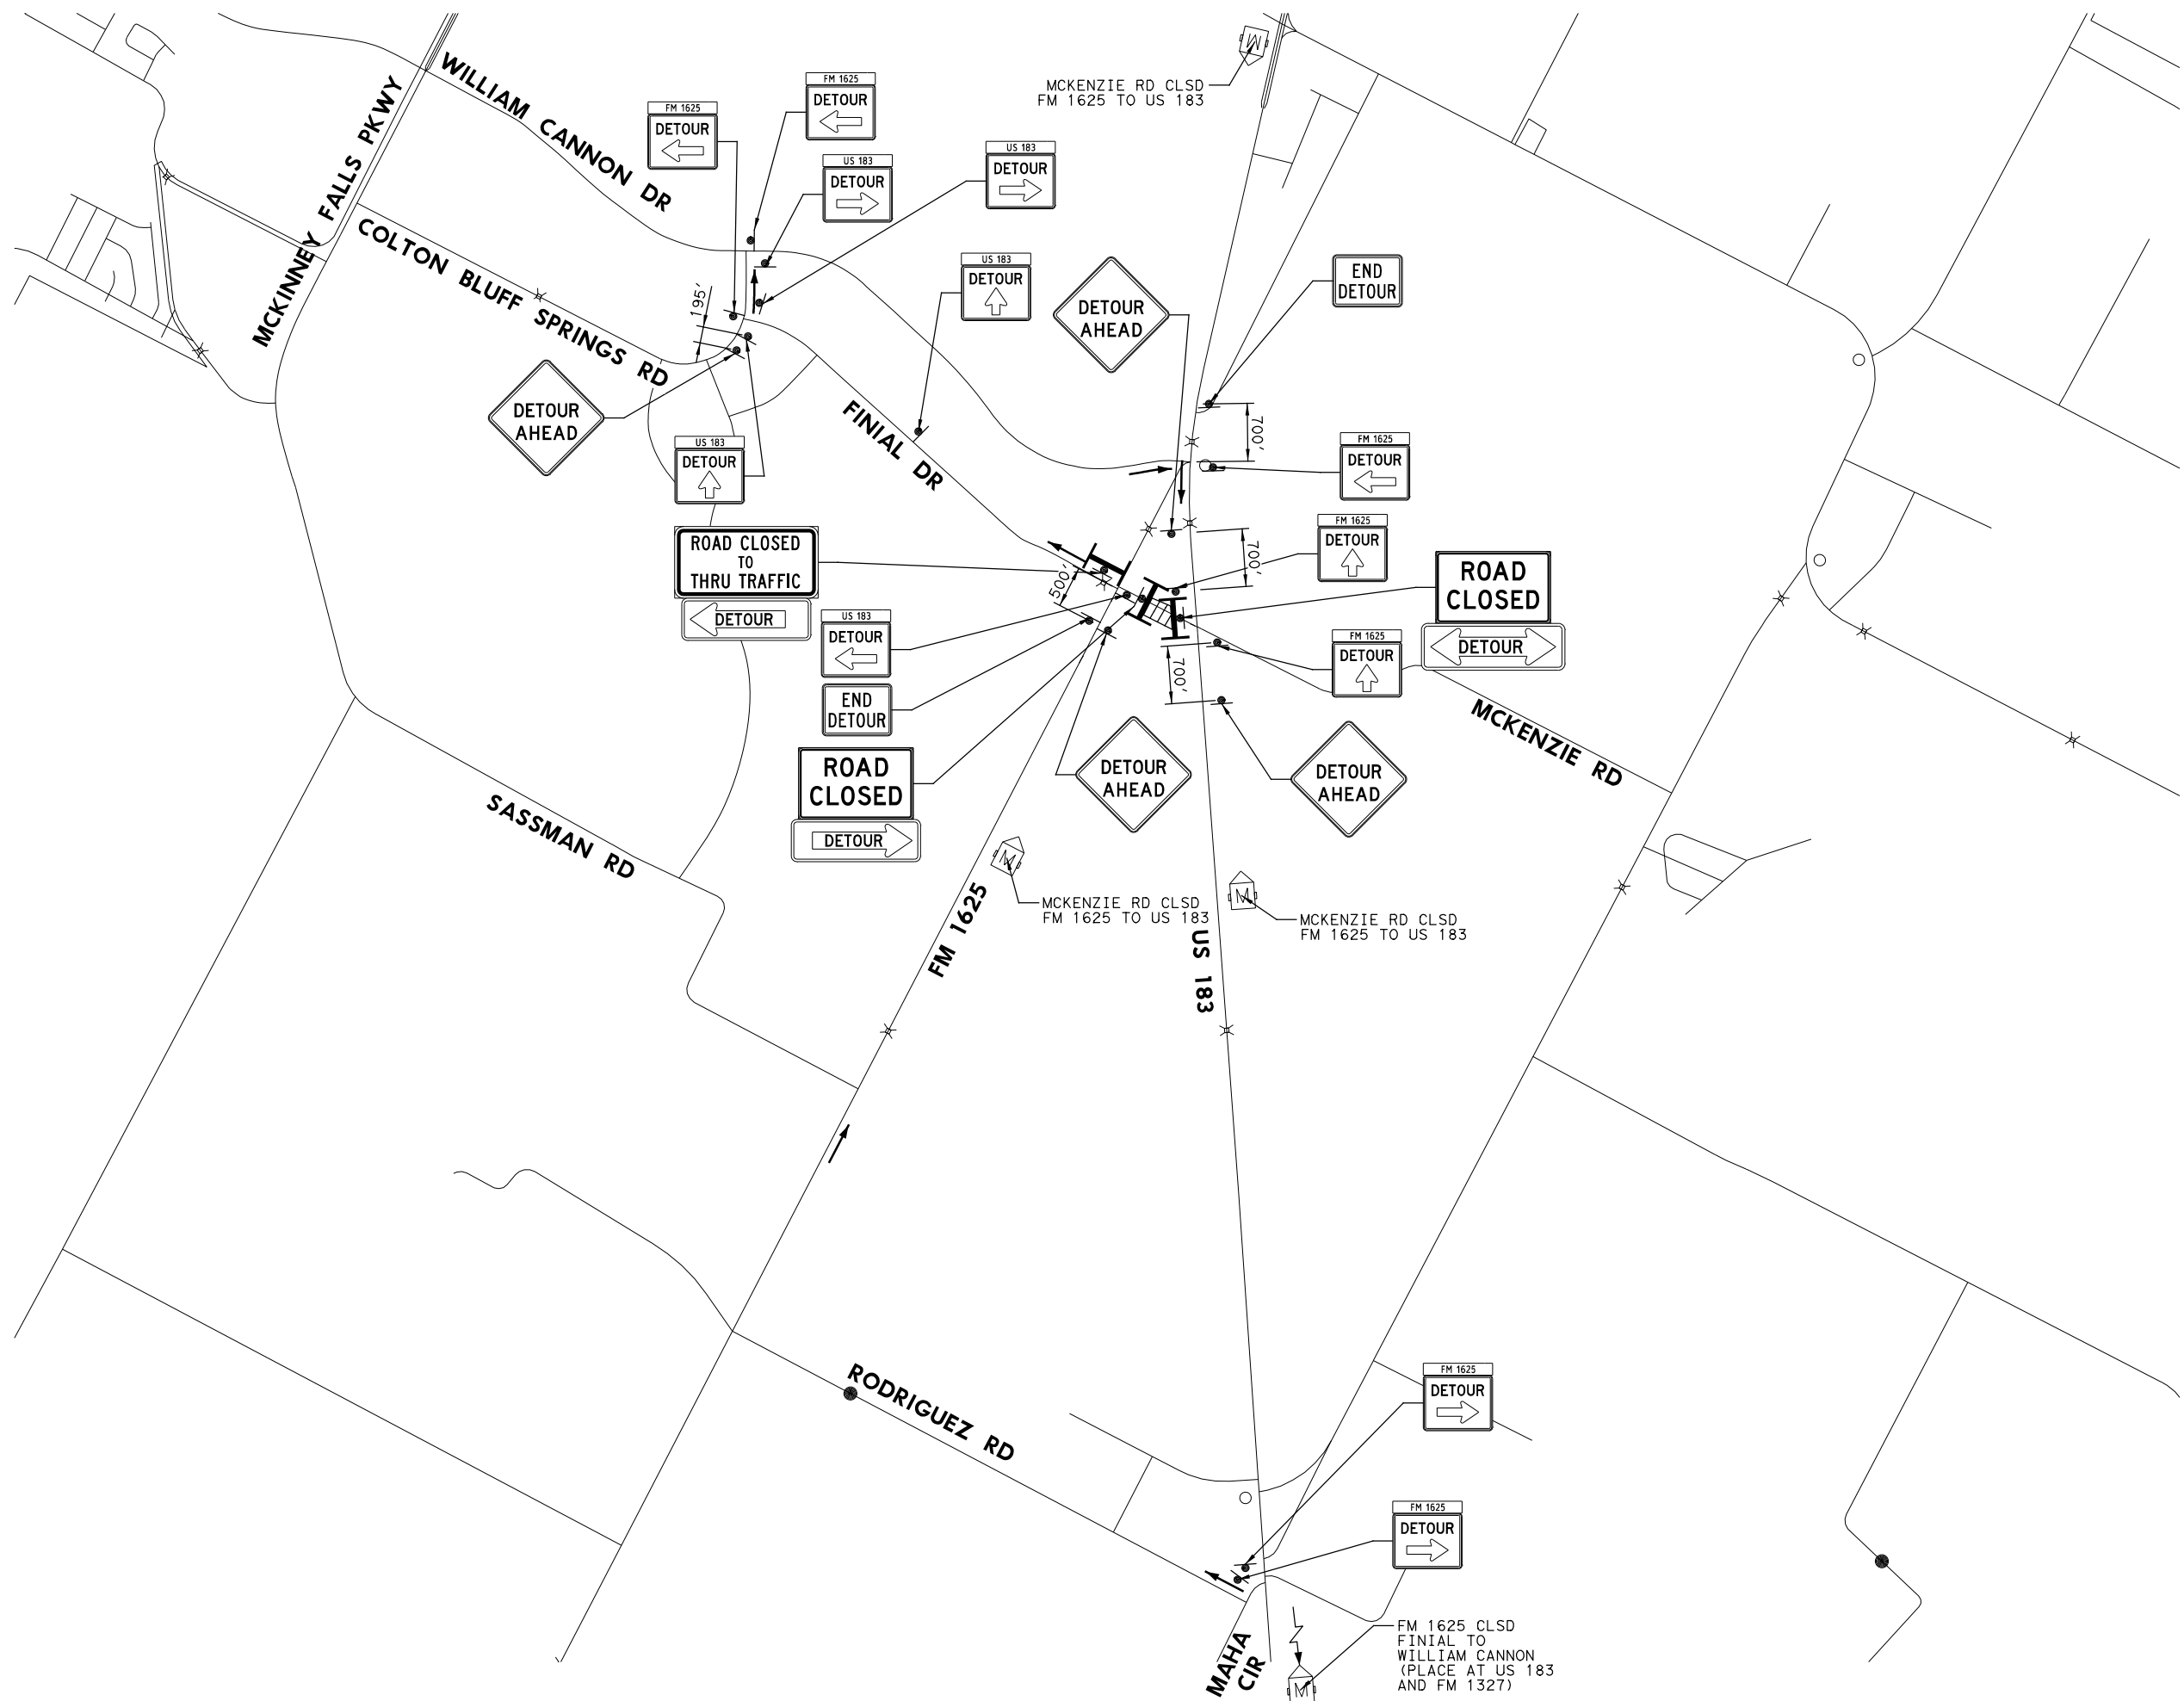 MCKINNEY FALLS PKWY
WILLIAM CANNON DR
COLTON BLUFF SPRINGS RD
FM 1625
DETOUR
FM 1625
DETOUR
US 183
DETOUR
US 183
DETOUR
MCKENZIE RD CLSD
FM 1625 TO US 183
M
195'
US 183
DETOUR
DETOUR
AHEAD
END
DETOUR
DETOUR
AHEAD
US 183
DETOUR
FINIAL DR
700'
FM 1625
DETOUR
ROAD CLOSED
TO
THRU TRAFFIC
DETOUR
500'
700'
FM 1625
DETOUR
ROAD
CLOSED
DETOUR
US 183
DETOUR
END
DETOUR
700'
FM 1625
DETOUR
MCKENZIE RD
ROAD
CLOSED
DETOUR
DETOUR
AHEAD
DETOUR
AHEAD
SASSMAN RD
M
MCKENZIE RD CLSD
FM 1625 TO US 183
M
MCKENZIE RD CLSD
FM 1625 TO US 183
FM 1625
US 183
RODRIGUEZ RD
FM 1625
DETOUR
FM 1625
DETOUR
MAHA
CIR
M
FM 1625 CLSD
FINIAL TO
WILLIAM CANNON
(PLACE AT US 183
AND FM 1327)